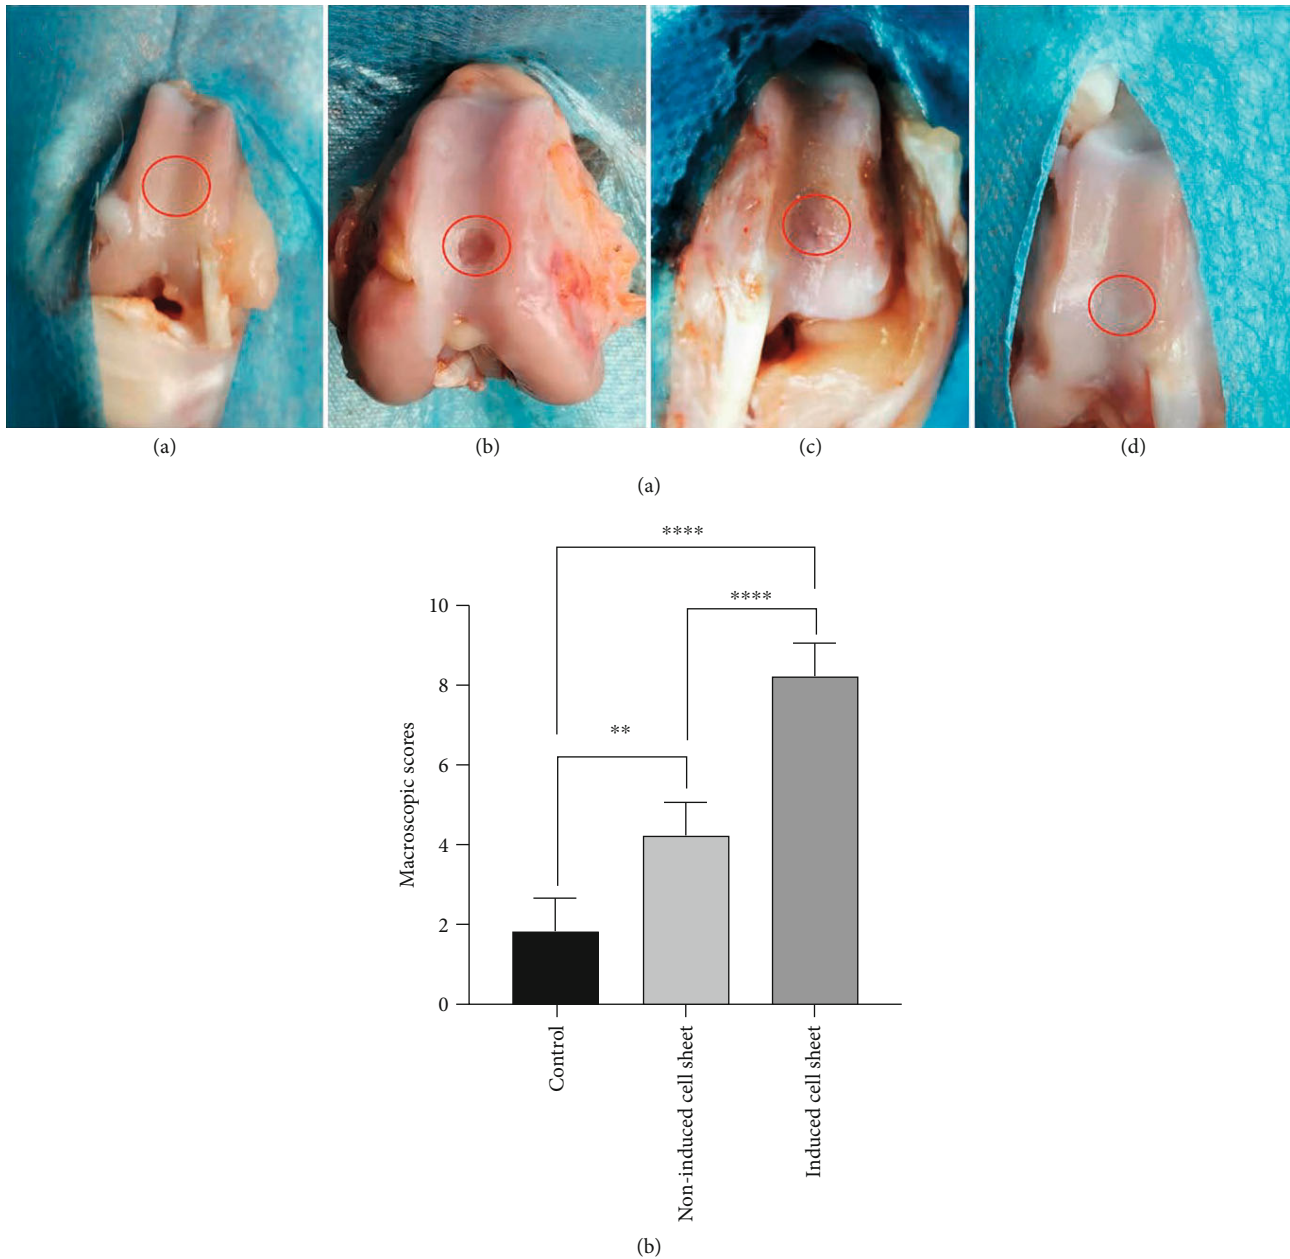 (a)
(b)
(c)
(d)
(a)
****
****
**
10
8
6
4
2
0
Macroscopic scores
Control
Non-induced cell sheet
Induced cell sheet
(b)